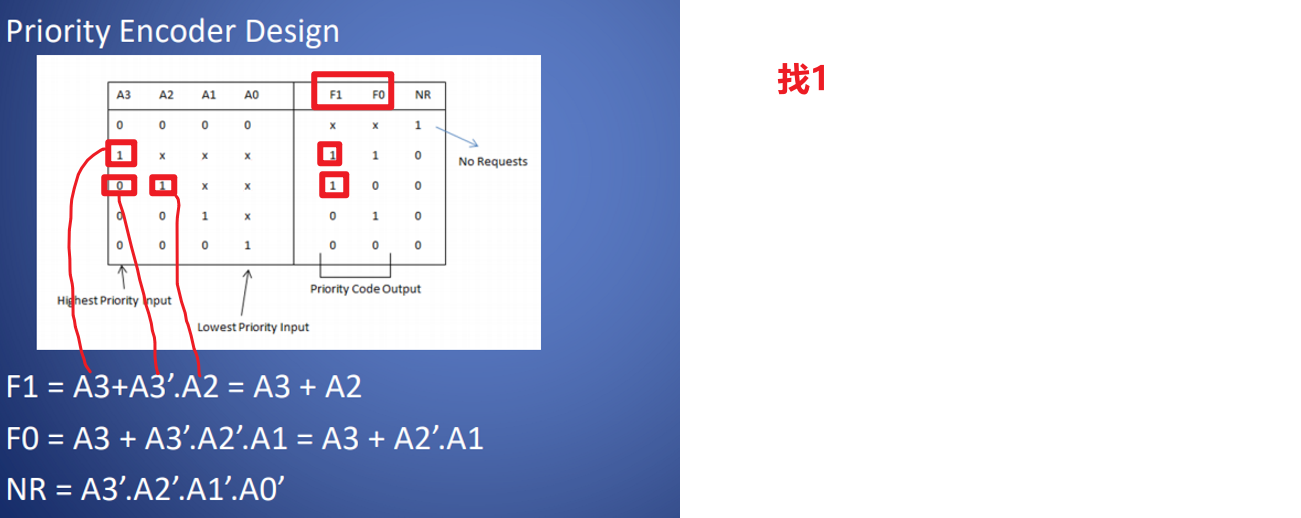 Priority Encoder Design
找1
A3 A2 A1 A0 F1 F0 NR
0 0 0 0 x x 1
1 x x x 1 1 0
No Requests
0 1 x x 1 0 0
0 0 1 x 0 1 0
0 0 0 1 0 0 0
Priority Code Output
Highest Priority Input
Lowest Priority Input
F1 = A3+A3’.A2 = A3 + A2
F0 = A3 + A3’.A2’.A1 = A3 + A2’.A1
NR = A3’.A2’.A1’.A0’